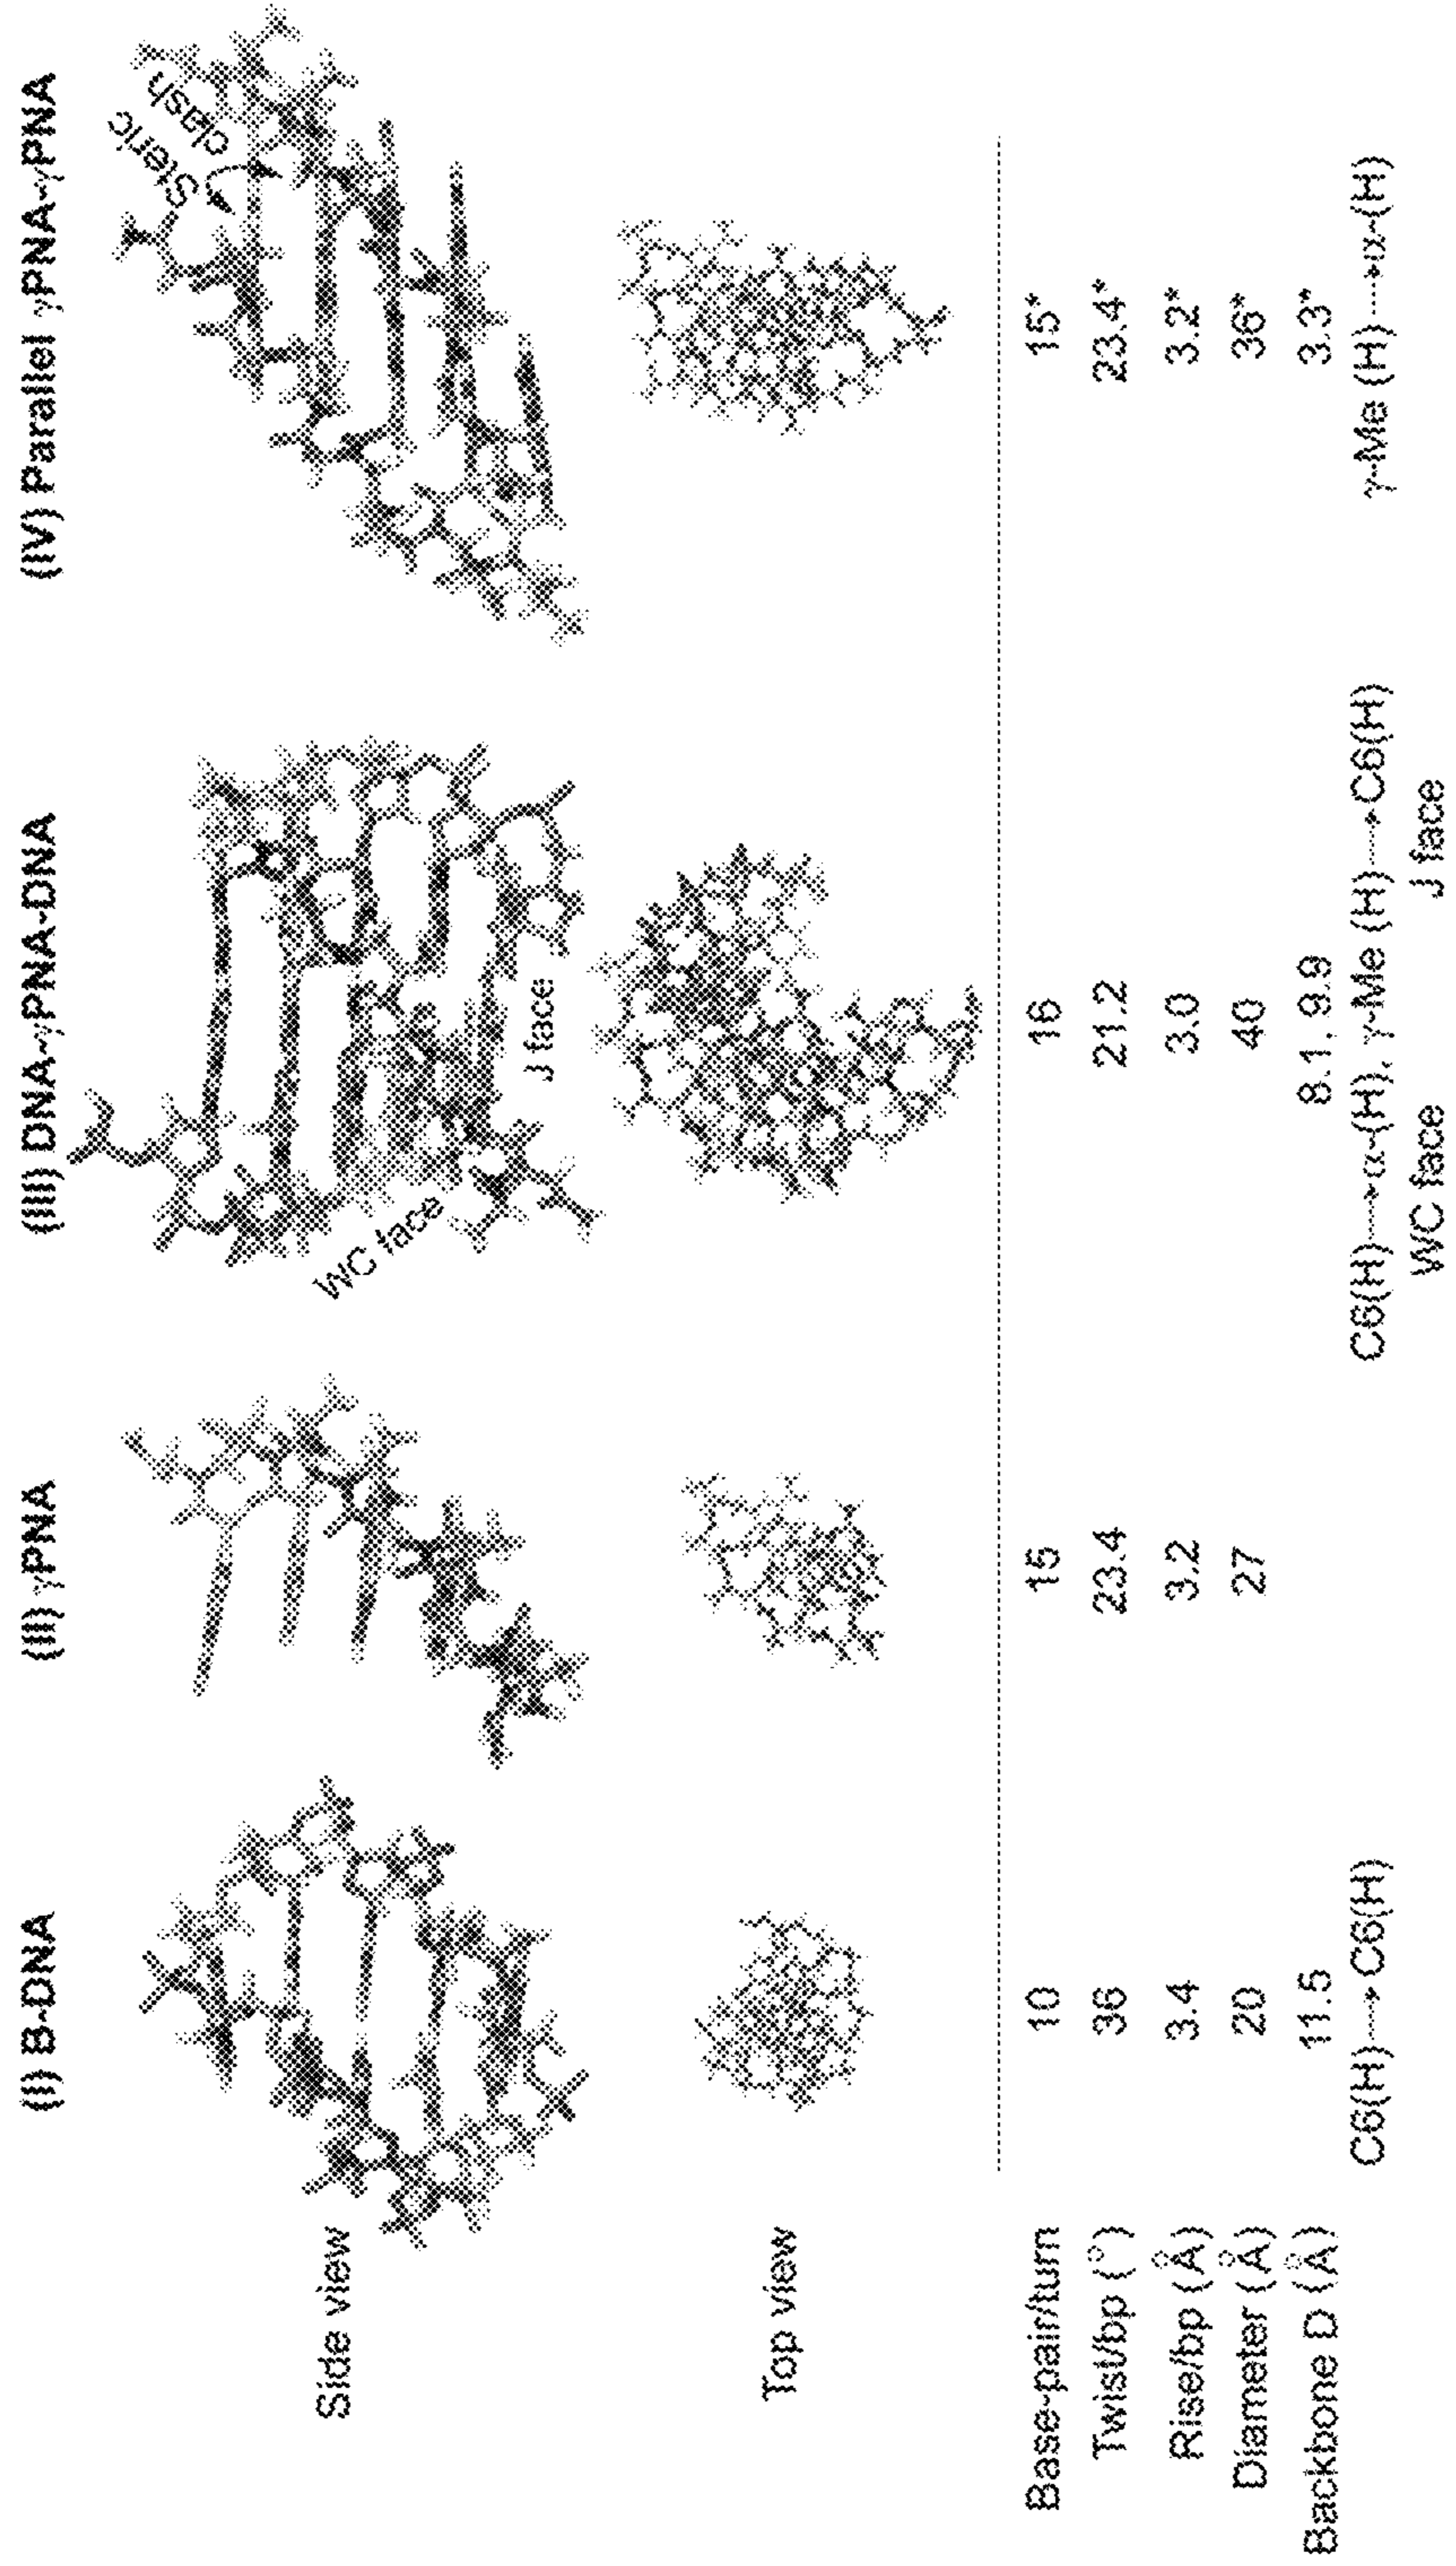 (I) B-DNA
(II) γPNA
(III) DNA-γPNA-DNA
(IV) Parallel γPNA-γPNA
Side view
WC face
J face
Steric
clash
Top view
Base-pair/turn 10 15 16 15*
Twist/bp (°) 36 23.4 21.2 23.4*
Rise/bp (Å) 3.4 3.2 3.0 3.2*
Diameter (Å) 20 27 40 36*
Backbone D (Å) 11.5 8.1, 9.9 3.3*
C6(H)→C6(H) C6(H)→α-(H), γ-Me (H)→C6(H) γ-Me (H)→α-(H)
WC face J face